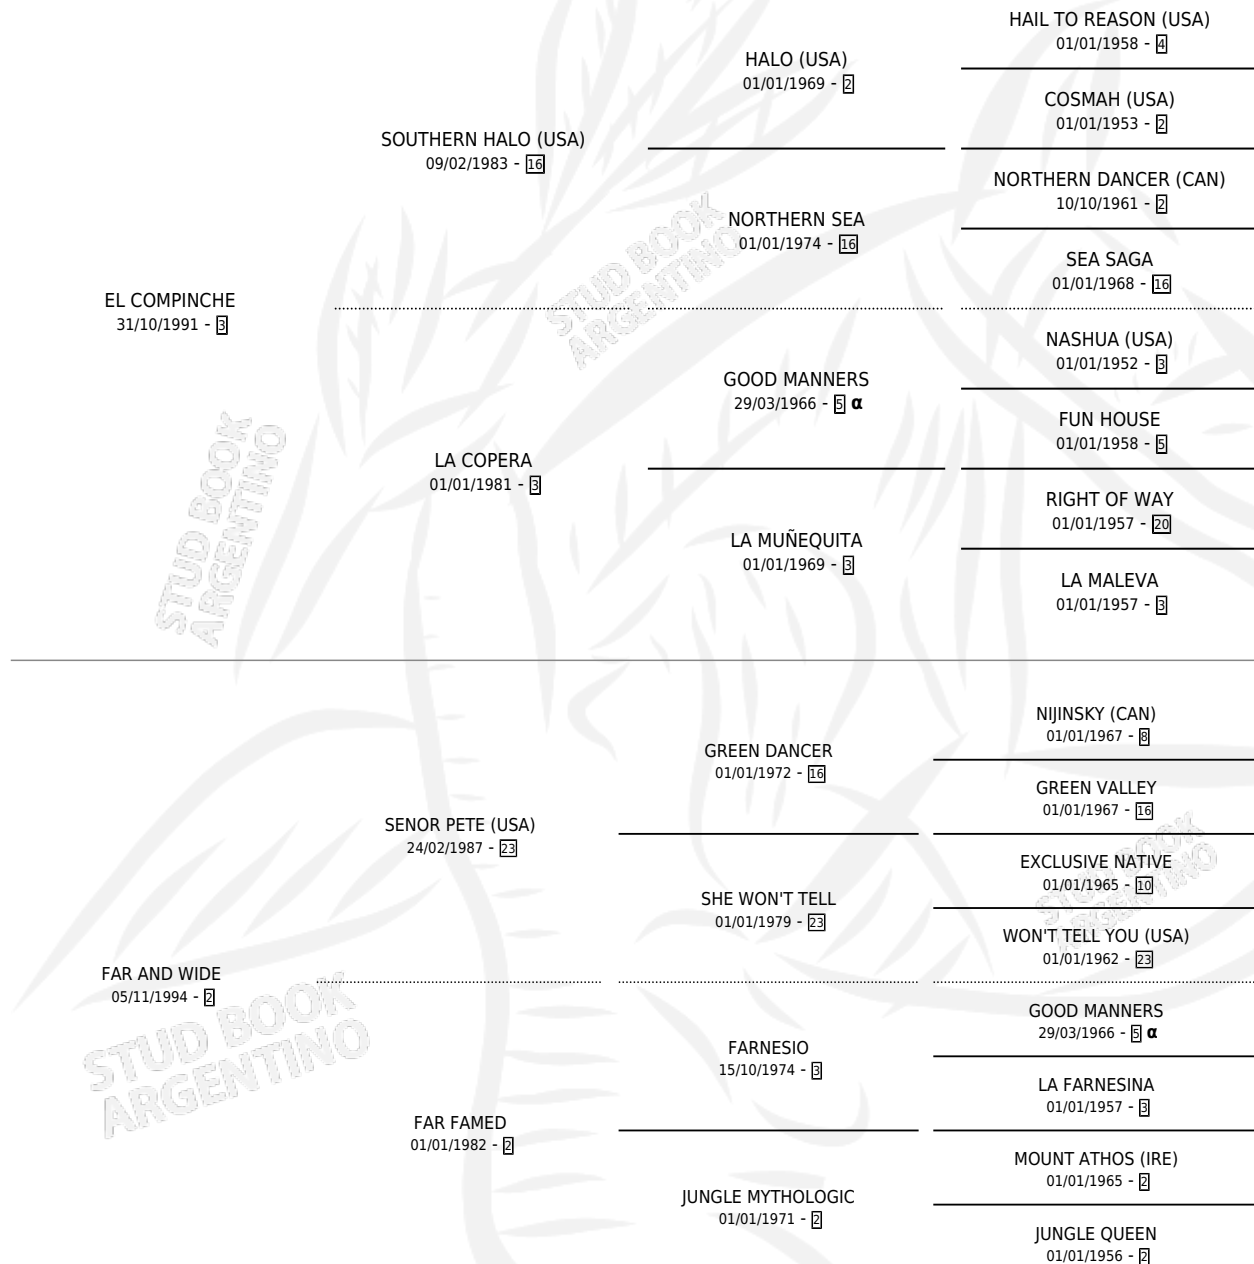 HAIL TO REASON (USA)
01/01/1958 - 4
HALO (USA)
01/01/1969 - 2
COSMAH (USA)
01/01/1953 - 2
SOUTHERN HALO (USA)
09/02/1983 - 16
NORTHERN DANCER (CAN)
10/10/1961 - 2
NORTHERN SEA
01/01/1974 - 16
SEA SAGA
01/01/1968 - 16
STUD BOOK
ARGENTINO
EL COMPINCHE
31/10/1991 - 3
NASHUA (USA)
01/01/1952 - 3
GOOD MANNERS
29/03/1966 - 5 α
FUN HOUSE
01/01/1958 - 5
LA COPERA
01/01/1981 - 3
RIGHT OF WAY
01/01/1957 - 20
LA MUÑEQUITA
01/01/1969 - 3
LA MALEVA
01/01/1957 - 3
STUD BOOK
ARGENTINO
NIJINSKY (CAN)
01/01/1967 - 8
GREEN DANCER
01/01/1972 - 16
GREEN VALLEY
01/01/1967 - 16
SENOR PETE (USA)
24/02/1987 - 23
EXCLUSIVE NATIVE
01/01/1965 - 10
SHE WON'T TELL
01/01/1979 - 23
WON'T TELL YOU (USA)
01/01/1962 - 23
STUD BOOK
ARGENTINO
FAR AND WIDE
05/11/1994 - 2
GOOD MANNERS
29/03/1966 - 5 α
FARNESIO
15/10/1974 - 3
LA FARNESINA
01/01/1957 - 3
STUD BOOK
ARGENTINO
FAR FAMED
01/01/1982 - 2
MOUNT ATHOS (IRE)
01/01/1965 - 2
JUNGLE MYTHOLOGIC
01/01/1971 - 2
JUNGLE QUEEN
01/01/1956 - 2